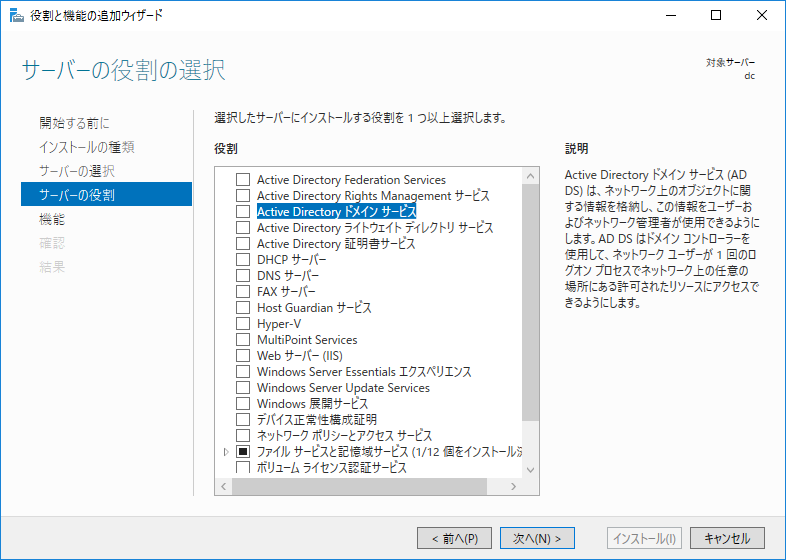 役割と機能の追加ウィザード
サーバーの役割の選択
対象サーバー
dc
開始する前に
インストールの種類
サーバーの選択
サーバーの役割
機能
確認
結果
選択したサーバーにインストールする役割を 1 つ以上選択します。
役割
Active Directory Federation Services
Active Directory Rights Management サービス
Active Directory ドメイン サービス
Active Directory ライトウェイト ディレクトリ サービス
Active Directory 証明書サービス
DHCP サーバー
DNS サーバー
FAX サーバー
Host Guardian サービス
Hyper-V
MultiPoint Services
Web サーバー (IIS)
Windows Server Essentials エクスペリエンス
Windows Server Update Services
Windows 展開サービス
デバイス正常性構成証明
ネットワーク ポリシーとアクセス サービス
ファイル サービスと記憶域サービス (1/12 個をインストール済
ボリューム ライセンス認証サービス
説明
Active Directory ドメイン サービス (AD
DS) は、ネットワーク上のオブジェクトに関
する情報を格納し、この情報をユーザーお
よびネットワーク管理者が使用できるように
します。AD DS はドメイン コントローラーを
使用して、ネットワーク ユーザーが 1 回のロ
グオン プロセスでネットワーク上の任意の
場所にある許可されたリソースにアクセスで
きるようにします。
< 前へ(P)
次へ(N) >
インストール(I)
キャンセル